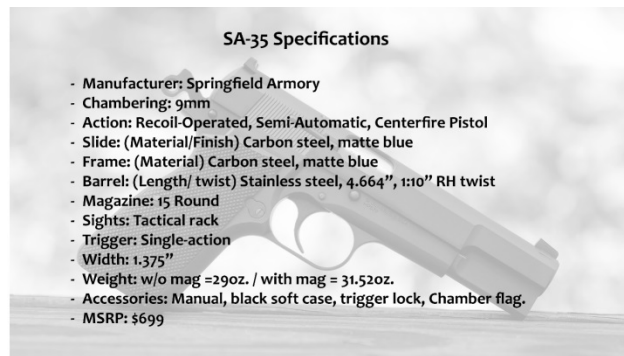 SA-35 Specifications
- Manufacturer: Springfield Armory
- Chambering: 9mm
- Action: Recoil-Operated, Semi-Automatic, Centerfire Pistol
- Slide: (Material/Finish) Carbon steel, matte blue
- Frame: (Material) Carbon steel, matte blue
- Barrel: (Length/ twist) Stainless steel, 4.664”, 1:10” RH twist
- Magazine: 15 Round
- Sights: Tactical rack
- Trigger: Single-action
- Width: 1.375”
- Weight: w/o mag =29oz. / with mag = 31.52oz.
- Accessories: Manual, black soft case, trigger lock, Chamber flag.
- MSRP: $699